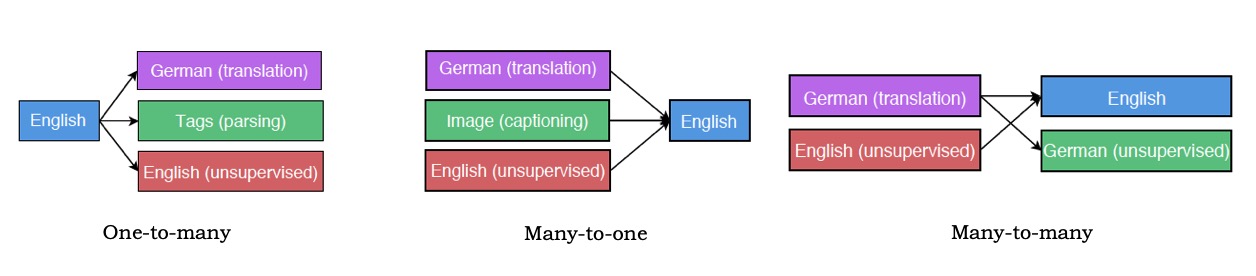 English
German (translation)
Tags (parsing)
English (unsupervised)
One-to-many
German (translation)
Image (captioning)
English (unsupervised)
English
Many-to-one
German (translation)
English (unsupervised)
English
German (unsupervised)
Many-to-many